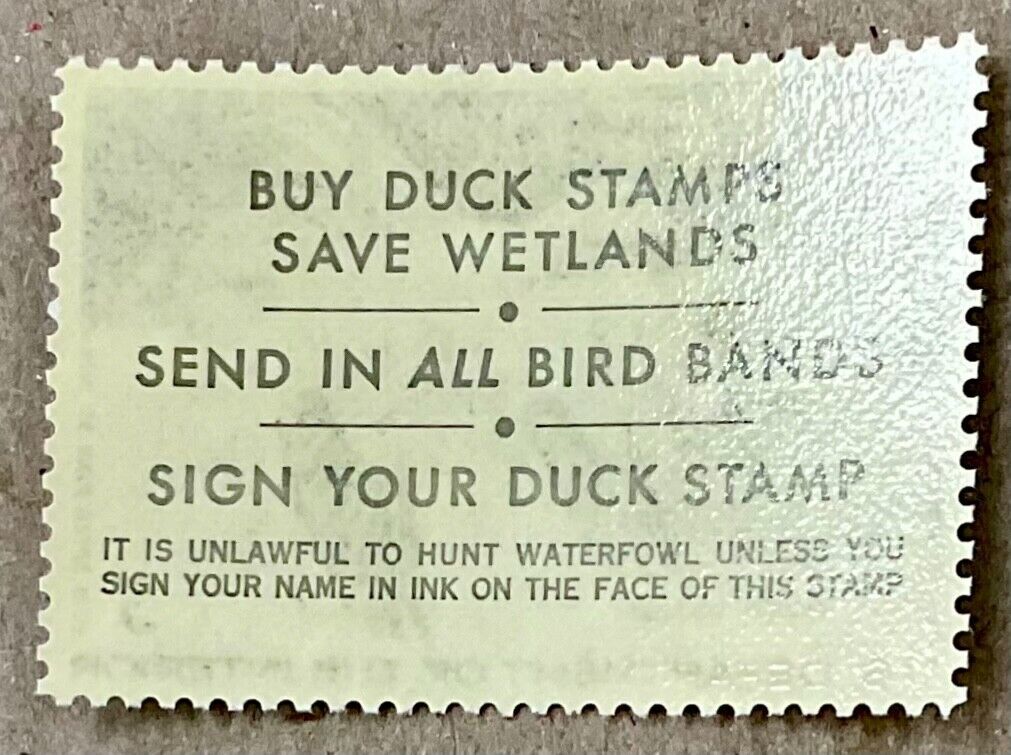 BUY DUCK STAMPS
SAVE WETLANDS
SEND IN ALL BIRD BANDS
SIGN YOUR DUCK STAMP
IT IS UNLAWFUL TO HUNT WATERFOWL UNLESS YOU
SIGN YOUR NAME IN INK ON THE FACE OF THIS STAMP